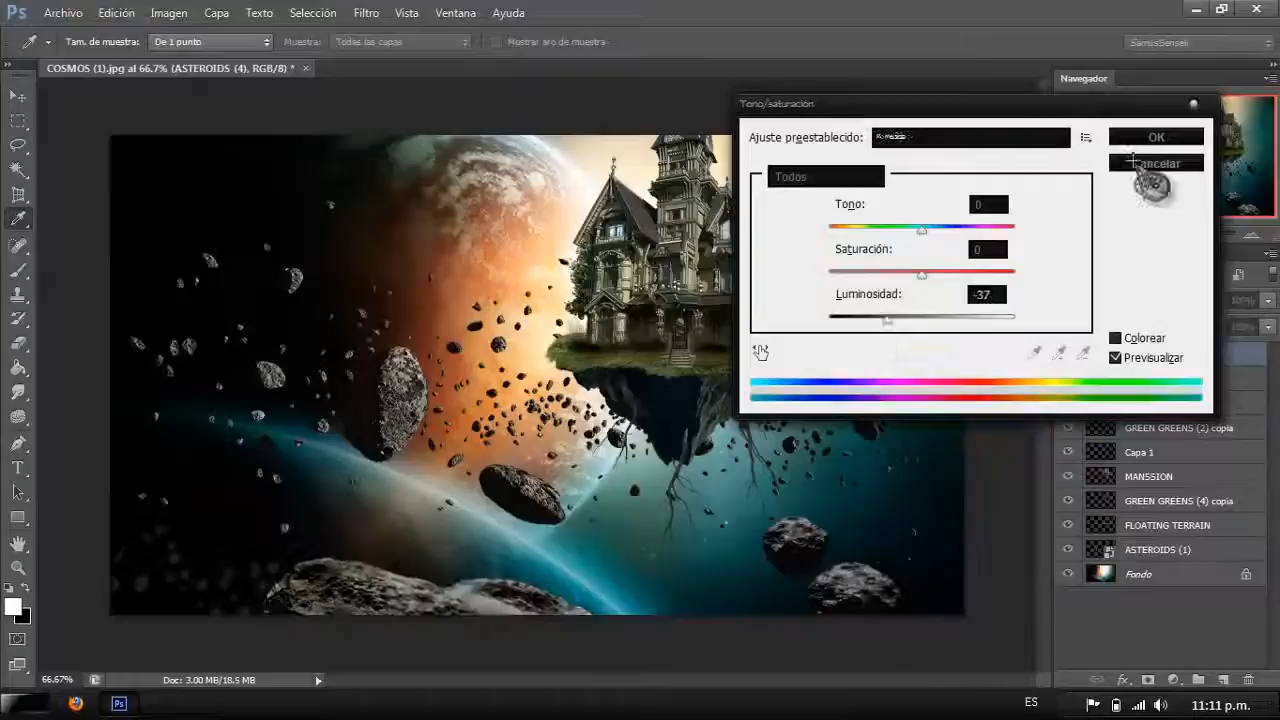 Ps Archivo Edición Imagen Capa Texto Selección Filtro Vista Ventana Ayuda
Tam. de muestra: De 1 punto Muestra: Todas las capas Mostrar aro de muestra SamusSenseii
COSMOS (1).jpg al 66.7% (ASTEROIDS (4), RGB/8) * ×
Navegador
Tono/saturación
Ajuste preestablecido:
OK
Cancelar
Todos
Tono: 0
Saturación: 0
Luminosidad: -37
Colorear
Previsualizar
100%
GREEN GREENS (2) copia
Capa 1
MANSSION
GREEN GREENS (4) copia
FLOATING TERRAIN
ASTEROIDS (1)
Fondo
66.67% Doc: 3.00 MB/18.5 MB
Ps ES 11:11 p.m.